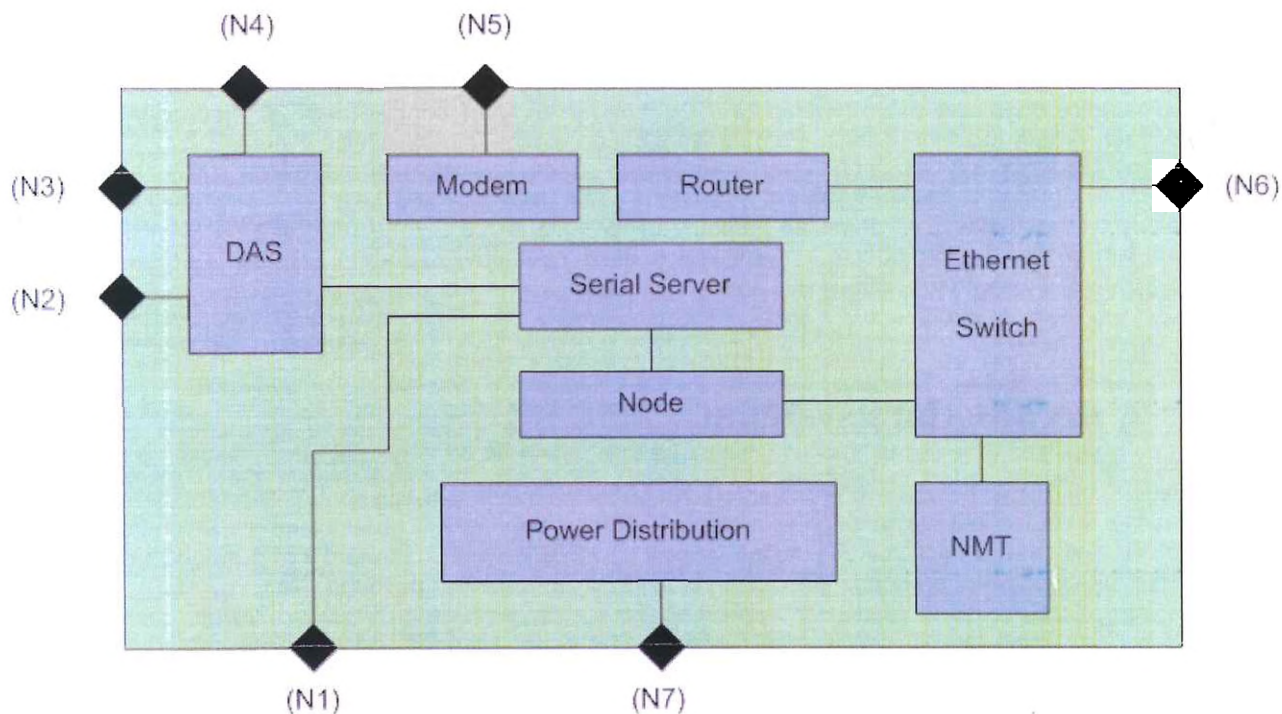 (N4)
(N5)
(N3)
Modem
Router
(N6)
DAS
Ethernet
Serial Server
(N2)
Switch
Node
Power Distribution
NMT
(N1)
(N7)